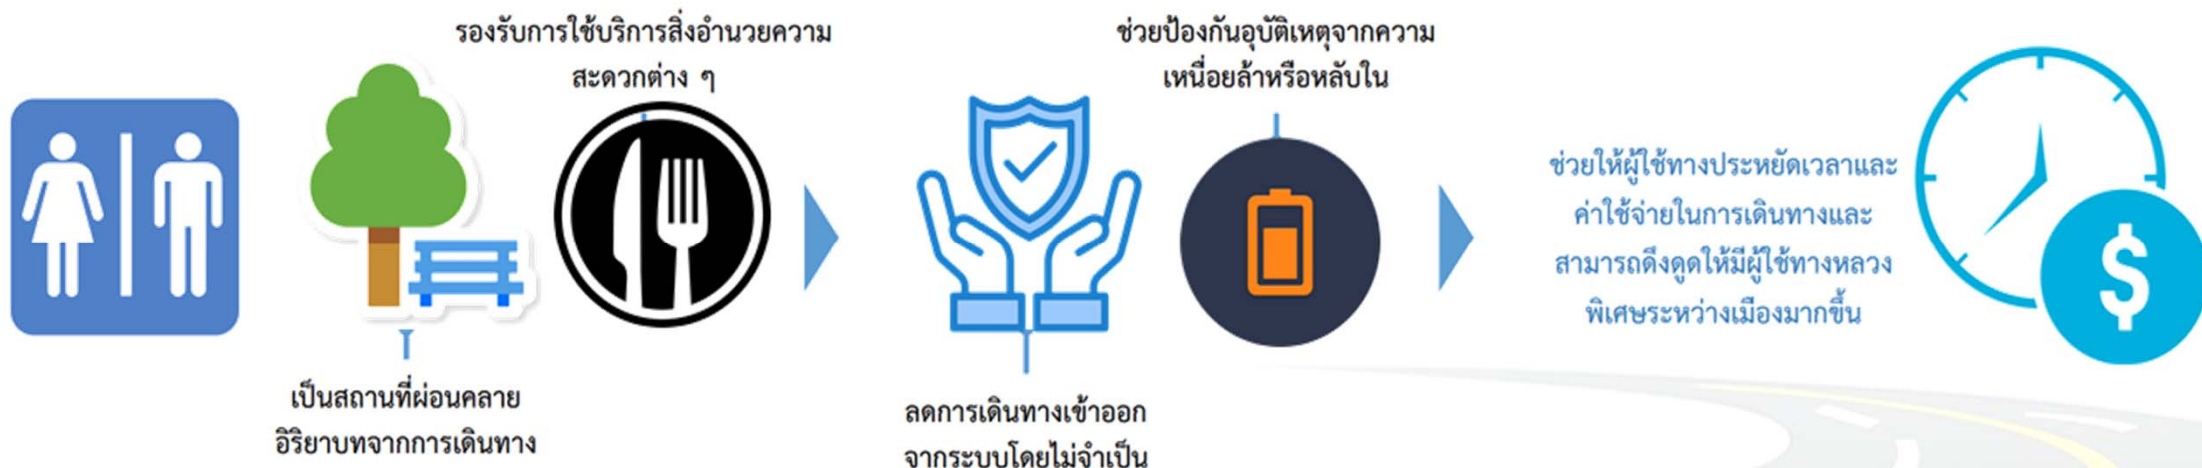 รองรับการใช้บริการสิ่งอำนวยความ
สะดวกต่าง ๆ
เป็นสถานที่ผ่อนคลาย
อิริยาบทจากการเดินทาง
ช่วยป้องกันอุบัติเหตุจากความ
เหนื่อยล้าหรือหลับใน
ลดการเดินทางเข้าออก
จากระบบโดยไม่จำเป็น
ช่วยให้ผู้ใช้ทางประหยัดเวลาและ
ค่าใช้จ่ายในการเดินทางและ
สามารถดึงดูดให้มีผู้ใช้ทางหลวง
พิเศษระหว่างเมืองมากขึ้น
$